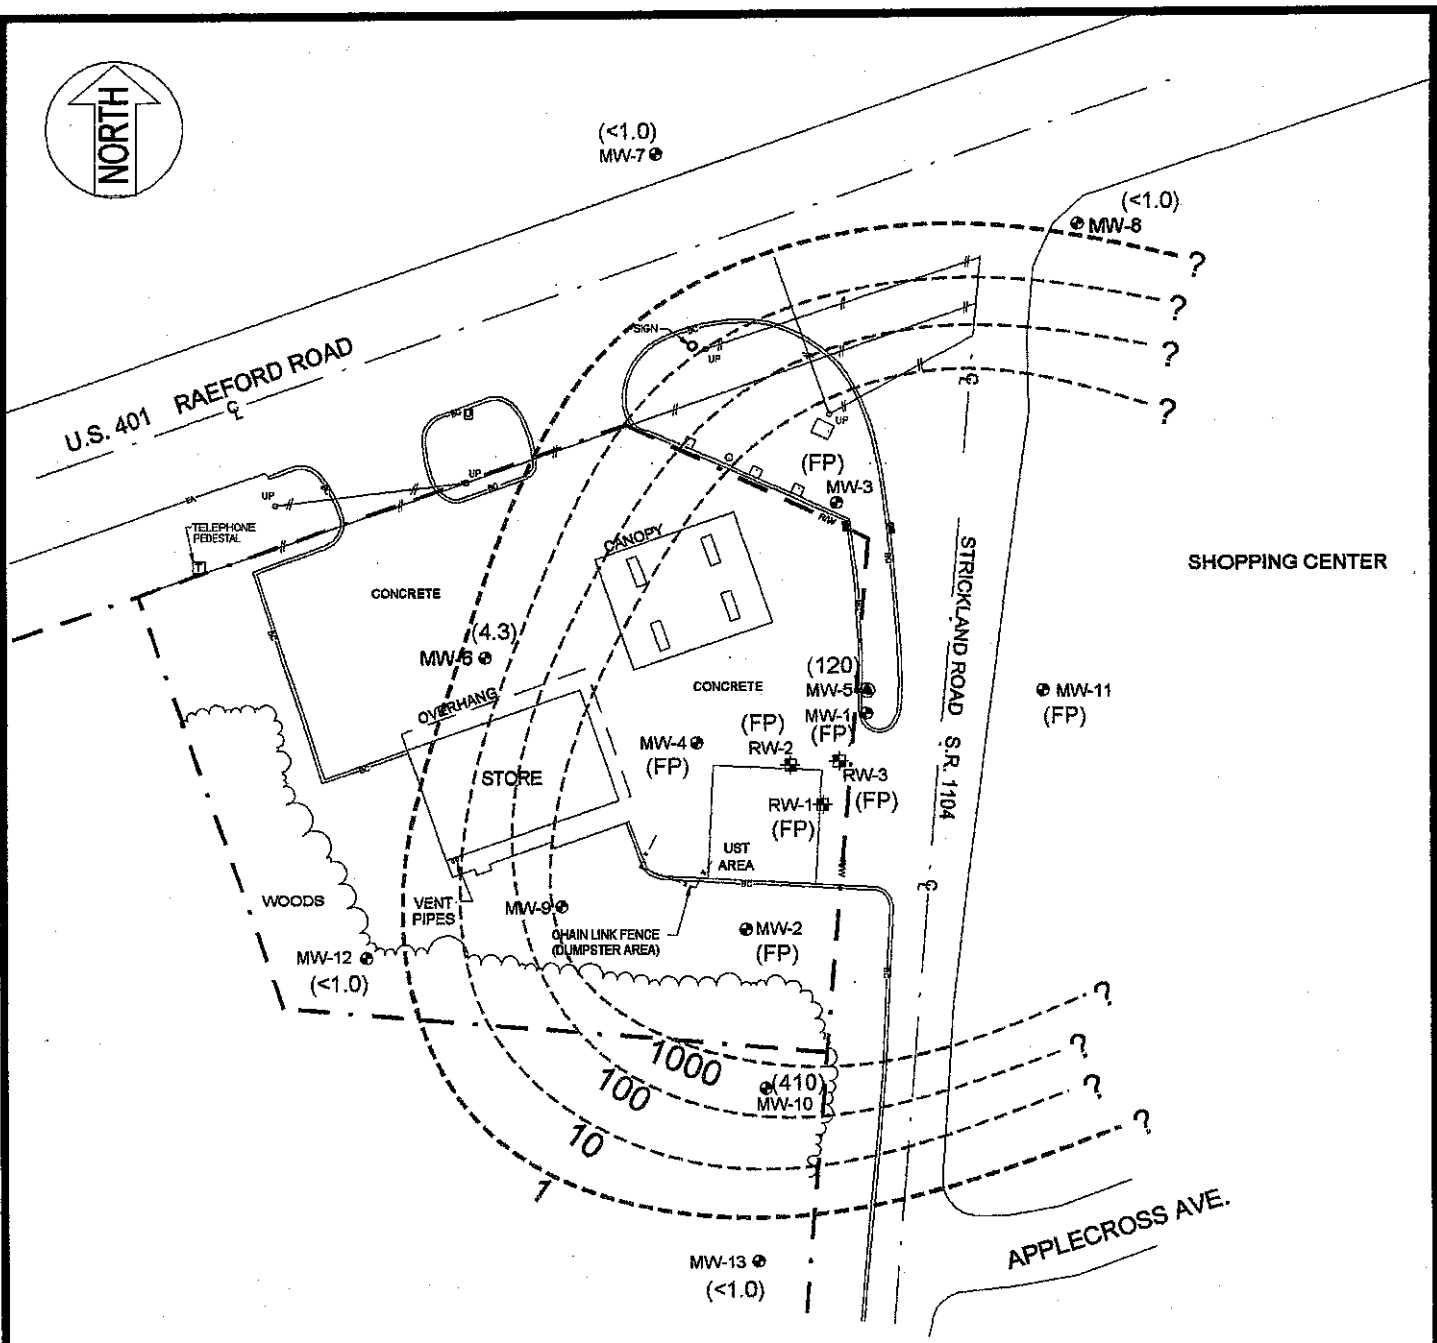 NORTH
(<1.0)
MW-7
(<1.0)
MW-8
?
?
?
?
SIGN
UP
U.S. 401 RAEFORD ROAD
UP
UP
UP
(FP)
MW-3
R/W
TELEPHONE
PEDESTAL
T
CANOPY
CONCRETE
STRICKLAND ROAD S.R. 1104
SHOPPING CENTER
(4.3)
MW-6
OVERHANG
CONCRETE
(120)
MW-5
MW-1
(FP)
MW-11
(FP)
(FP)
RW-2
MW-4
(FP)
RW-3
(FP)
RW-1
(FP)
STORE
UST
AREA
WOODS
VENT
PIPES
MW-9
CHAIN LINK FENCE
(DUMPSTER AREA)
MW-2
(FP)
MW-12
(<1.0)
?
?
?
?
1000
100
10
1
(410)
MW-10
APPLECROSS AVE.
MW-13
(<1.0)